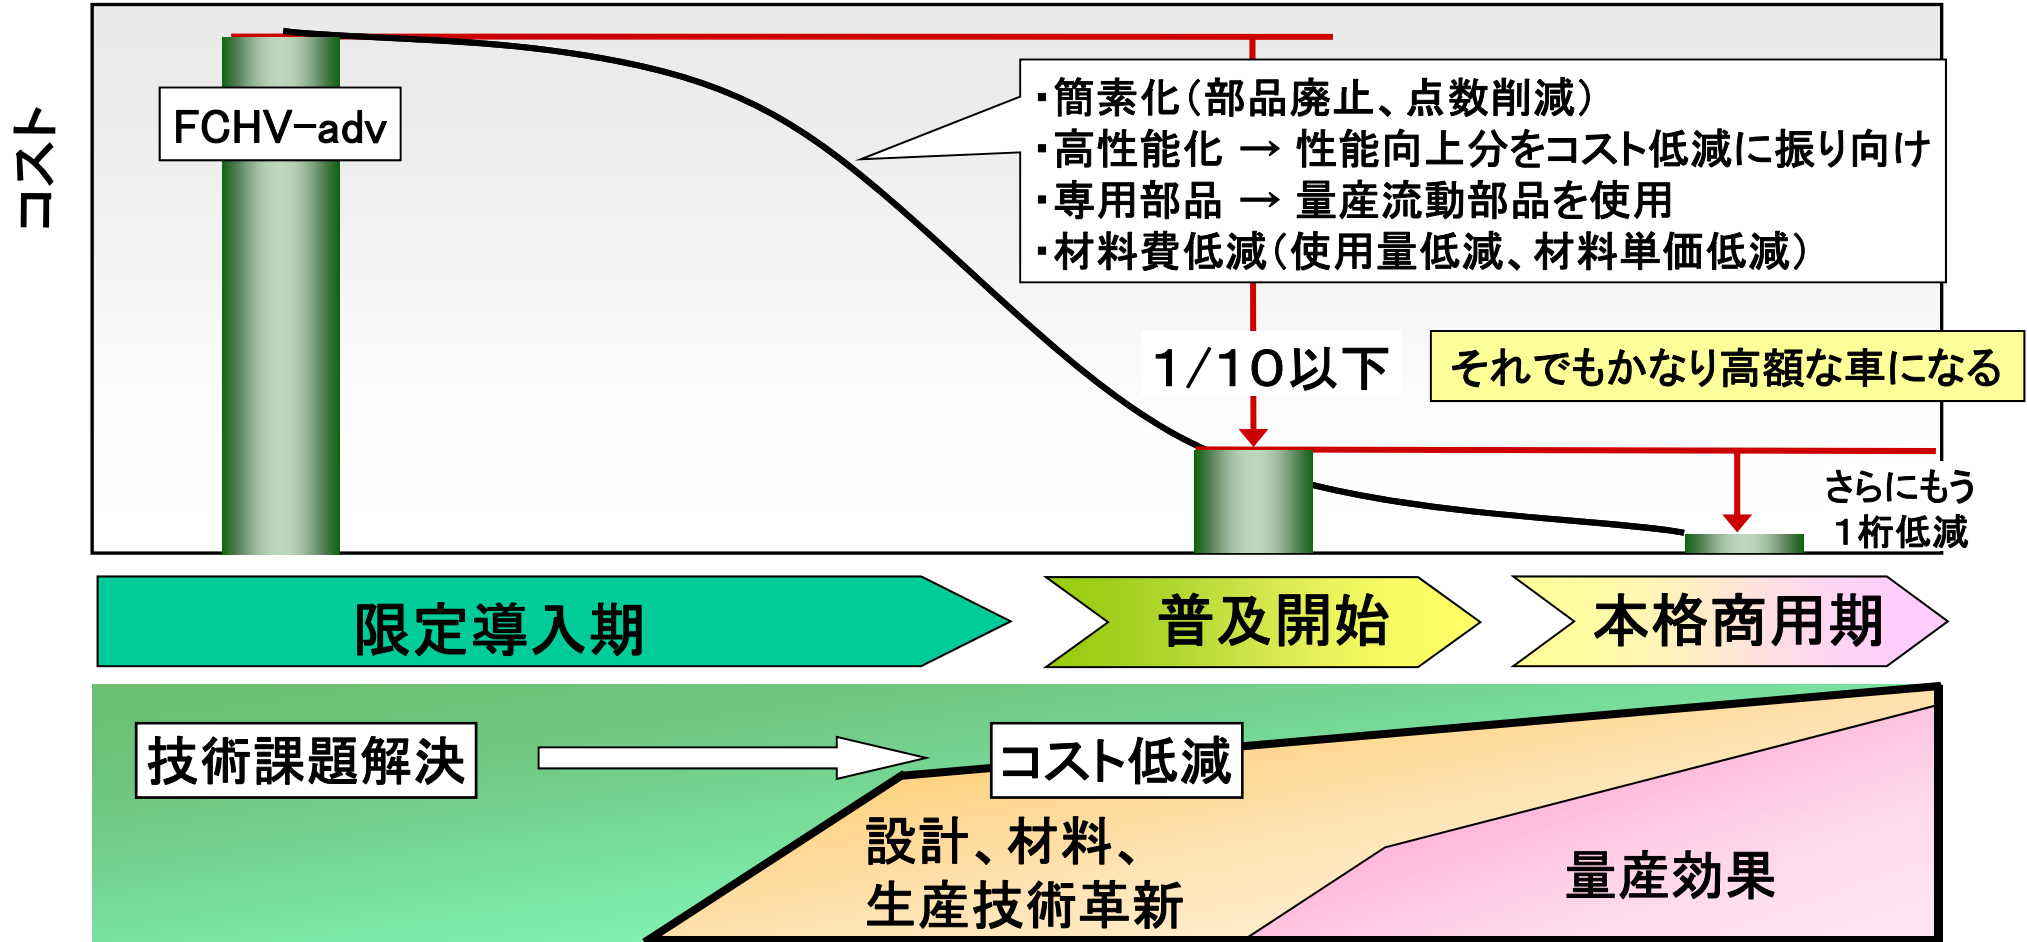 コスト
FCHV-adv
・簡素化（部品廃止、点数削減）
・高性能化 → 性能向上分をコスト低減に振り向け
・専用部品 → 量産流動部品を使用
・材料費低減（使用量低減、材料単価低減）
１/１０以下
それでもかなり高額な車になる
さらにもう
１桁低減
限定導入期
普及開始
本格商用期
技術課題解決
コスト低減
設計、材料、
生産技術革新
量産効果